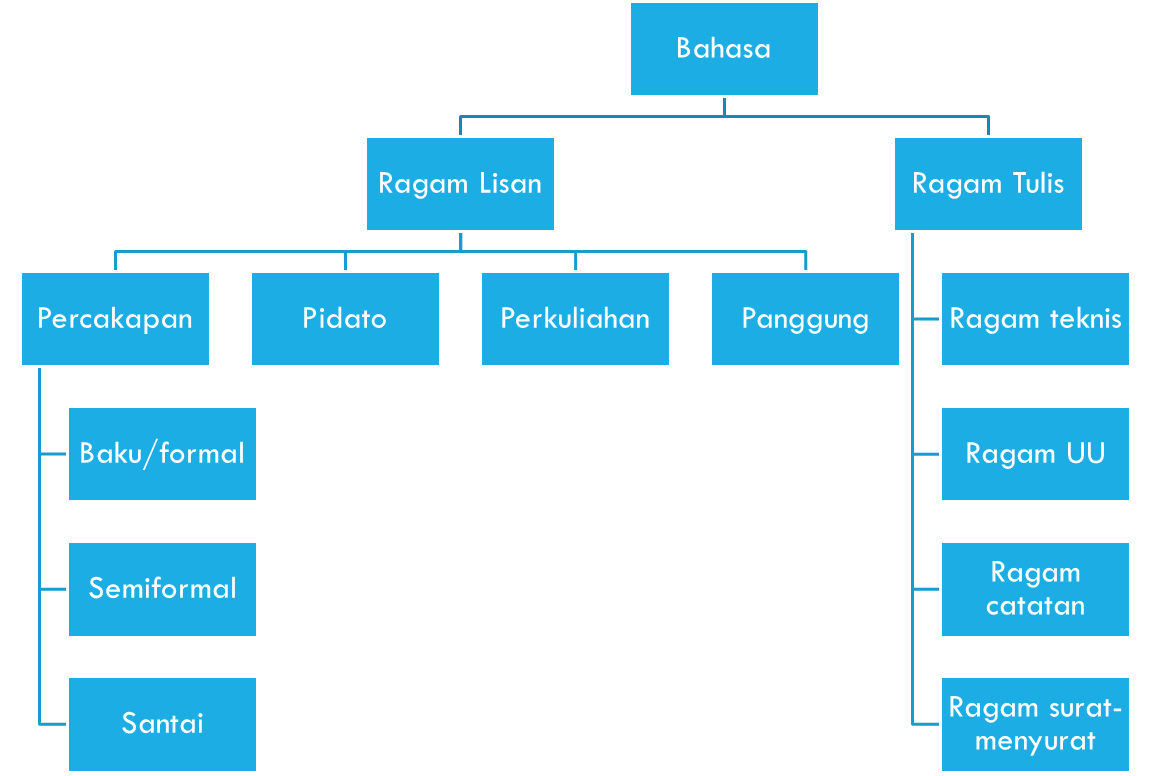 Bahasa
Ragam Lisan
Ragam Tulis
Percakapan
Pidato
Perkuliahan
Panggung
Ragam teknis
Baku/formal
Ragam UU
Semiformal
Ragam
catatan
Santai
Ragam surat-
menyurat